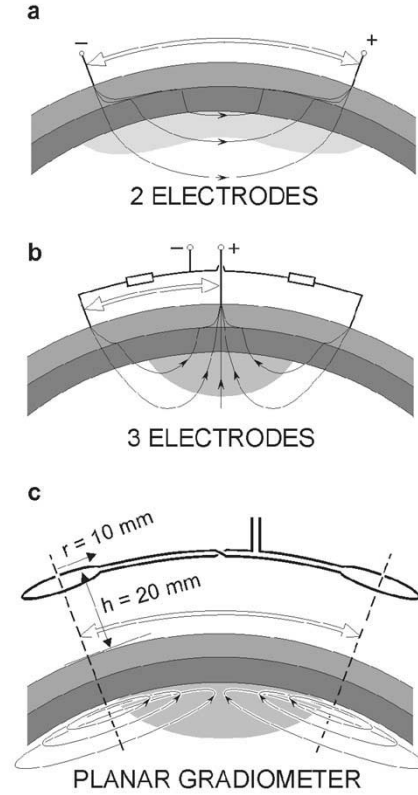 a
− +
2 ELECTRODES
b
− +
3 ELECTRODES
c
r = 10 mm
h = 20 mm
PLANAR GRADIOMETER